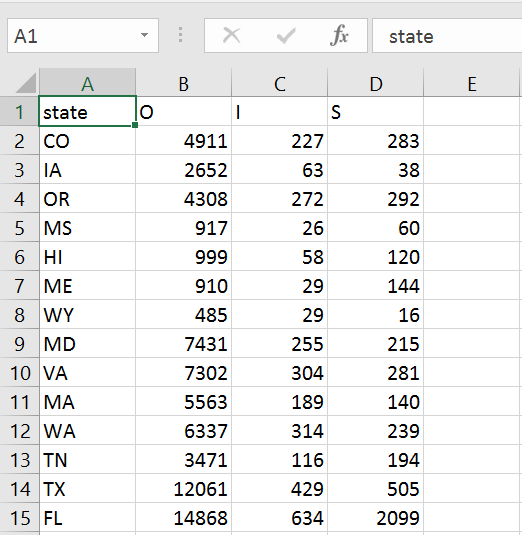 A1 fx state
A B C D E
1 state O I S
2 CO 4911 227 283
3 IA 2652 63 38
4 OR 4308 272 292
5 MS 917 26 60
6 HI 999 58 120
7 ME 910 29 144
8 WY 485 29 16
9 MD 7431 255 215
10 VA 7302 304 281
11 MA 5563 189 140
12 WA 6337 314 239
13 TN 3471 116 194
14 TX 12061 429 505
15 FL 14868 634 2099